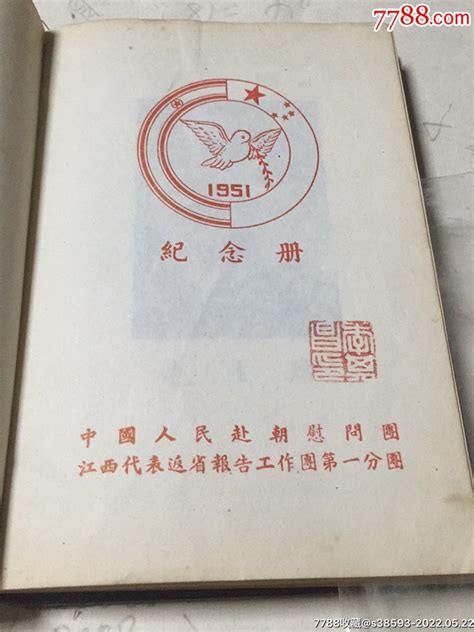 7788.com
1951
紀念册
中國人民赴朝慰問團
江西代表返省報告工作團第一分團
7788收藏@s38593-2022.05.22